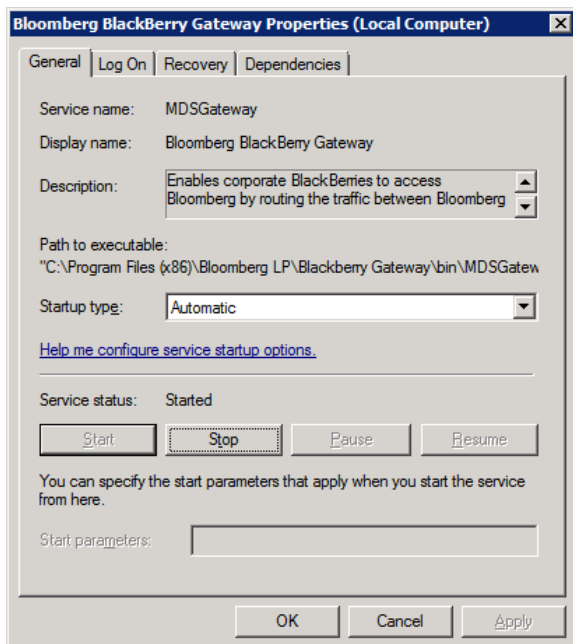 Bloomberg BlackBerry Gateway Properties (Local Computer)
General Log On Recovery Dependencies
Service name: MDSGateway
Display name: Bloomberg BlackBerry Gateway
Description: Enables corporate BlackBerries to access
Bloomberg by routing the traffic between Bloomberg
Path to executable:
"C:\Program Files (x86)\Bloomberg LP\Blackberry Gateway\bin\MDSGatew
Startup type: Automatic
Help me configure service startup options.
Service status: Started
Start Stop Pause Resume
You can specify the start parameters that apply when you start the service
from here.
Start parameters:
OK Cancel Apply